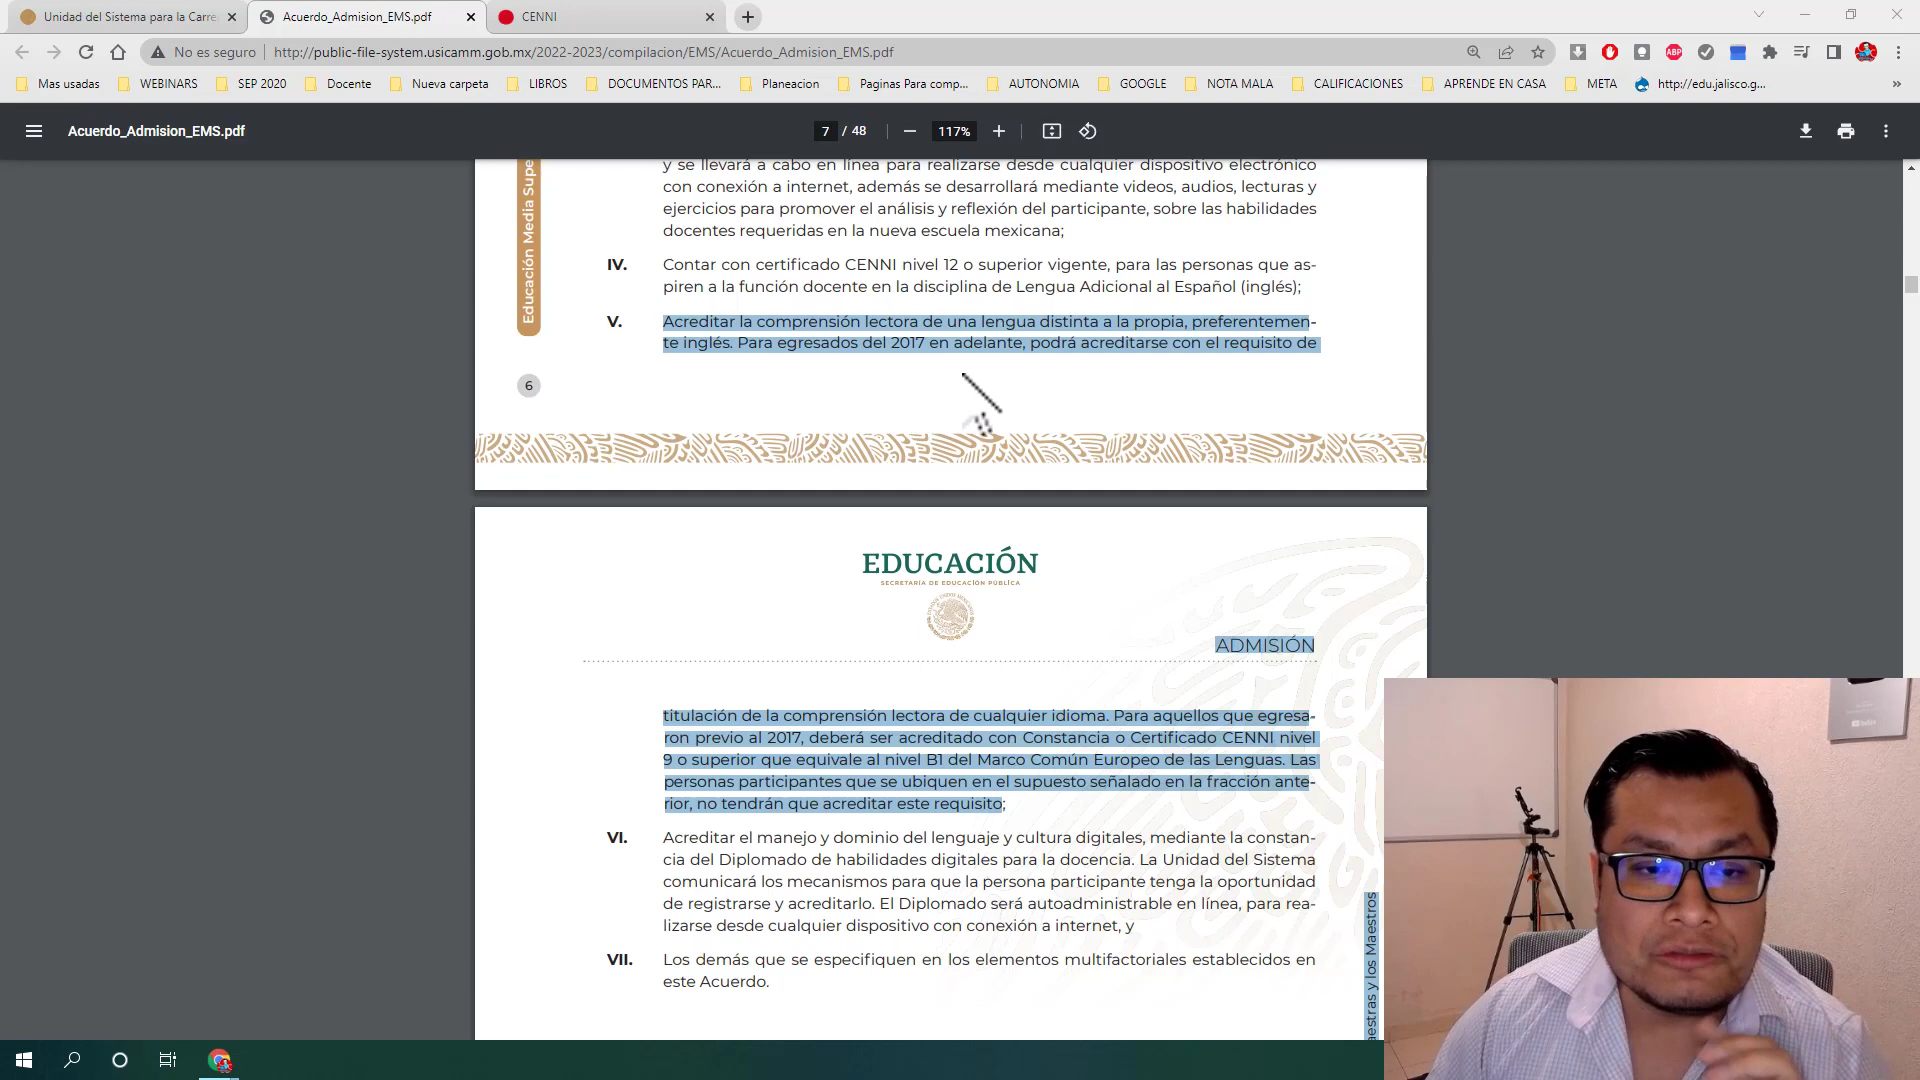 Unidad del Sistema para la Carre
Acuerdo_Admision_EMS.pdf
CENNI
No es seguro
http://public-file-system.usicamm.gob.mx/2022-2023/compilacion/EMS/Acuerdo_Admision_EMS.pdf
Mas usadas
WEBINARS
SEP 2020
Docente
Nueva carpeta
LIBROS
DOCUMENTOS PAR...
Planeacion
Paginas Para comp...
AUTONOMIA
GOOGLE
NOTA MALA
CALIFICACIONES
APRENDE EN CASA
META
http://edu.jalisco.g...
»
Acuerdo_Admision_EMS.pdf
7 / 48
117%
Educación Media Supe
y se llevará a cabo en línea para realizarse desde cualquier dispositivo electrónico
con conexión a internet, además se desarrollará mediante videos, audios, lecturas y
ejercicios para promover el análisis y reflexión del participante, sobre las habilidades
docentes requeridas en la nueva escuela mexicana;
IV. Contar con certificado CENNI nivel 12 o superior vigente, para las personas que as-
piren a la función docente en la disciplina de Lengua Adicional al Español (inglés);
V. Acreditar la comprensión lectora de una lengua distinta a la propia, preferentemen-
te inglés. Para egresados del 2017 en adelante, podrá acreditarse con el requisito de
6
EDUCACIÓN
SECRETARÍA DE EDUCACIÓN PÚBLICA
ADMISIÓN
titulación de la comprensión lectora de cualquier idioma. Para aquellos que egresa-
ron previo al 2017, deberá ser acreditado con Constancia o Certificado CENNI nivel
9 o superior que equivale al nivel B1 del Marco Común Europeo de las Lenguas. Las
personas participantes que se ubiquen en el supuesto señalado en la fracción ante-
rior, no tendrán que acreditar este requisito;
VI. Acreditar el manejo y dominio del lenguaje y cultura digitales, mediante la constan-
cia del Diplomado de habilidades digitales para la docencia. La Unidad del Sistema
comunicará los mecanismos para que la persona participante tenga la oportunidad
de registrarse y acreditarlo. El Diplomado será autoadministrable en línea, para rea-
lizarse desde cualquier dispositivo con conexión a internet, y
VII. Los demás que se especifiquen en los elementos multifactoriales establecidos en
este Acuerdo.
aestras y los Maestros